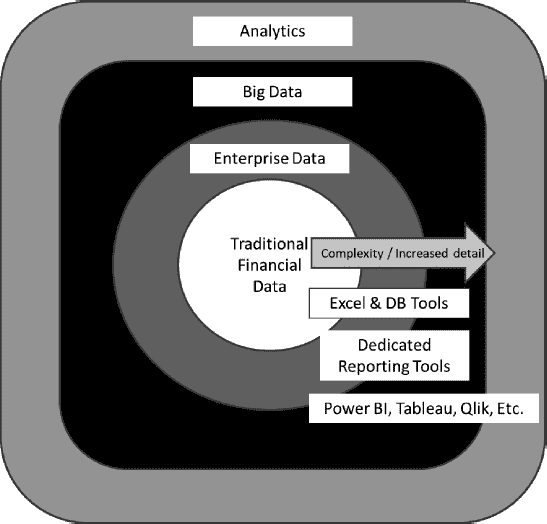 Analytics
Big Data
Enterprise Data
Traditional
Financial
Data
Complexity / Increased detail
Excel & DB Tools
Dedicated
Reporting Tools
Power BI, Tableau, Qlik, Etc.